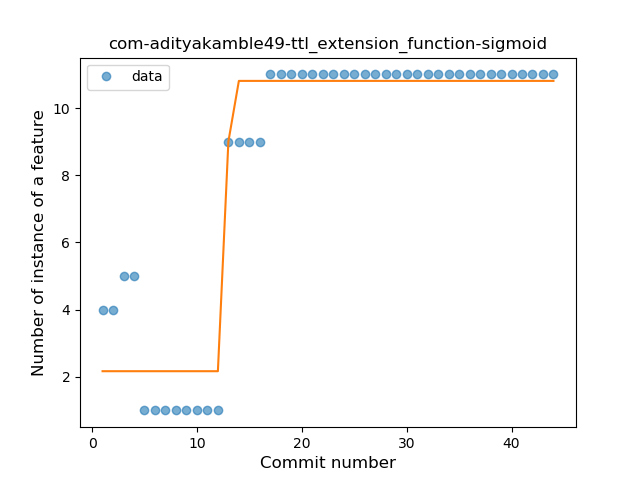 com-adityakamble49-ttl_extension_function-sigmoid
data
Number of instance of a feature
10
8
6
4
2
0
10
20
30
40
Commit number